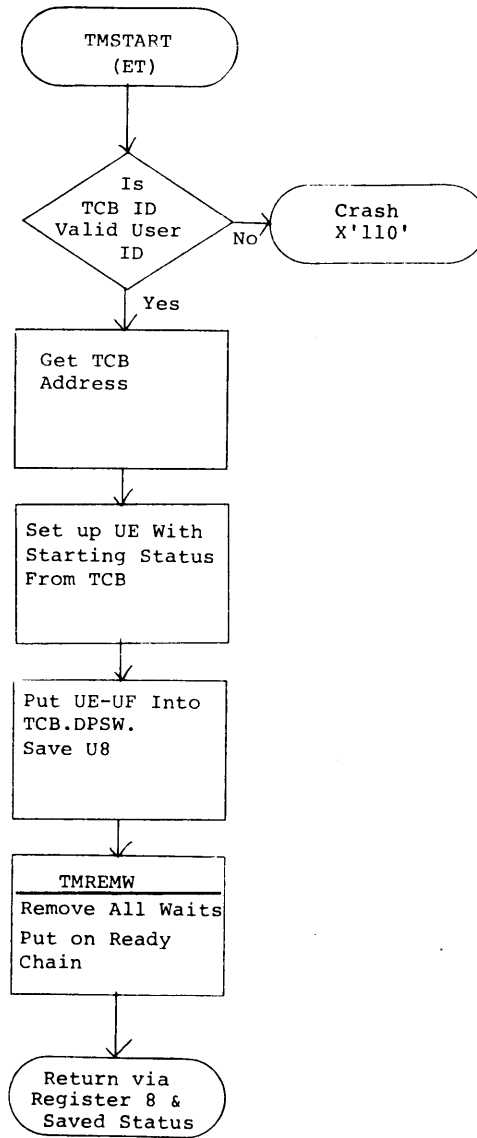 TMSTART
(ET)
Is
TCB ID
Valid User
ID
No
Crash
X'110'
Yes
Get TCB
Address
Set up UE With
Starting Status
From TCB
Put UE-UF Into
TCB.DPSW.
Save U8
TMREMW
Remove All Waits
Put on Ready
Chain
Return via
Register 8 &
Saved Status